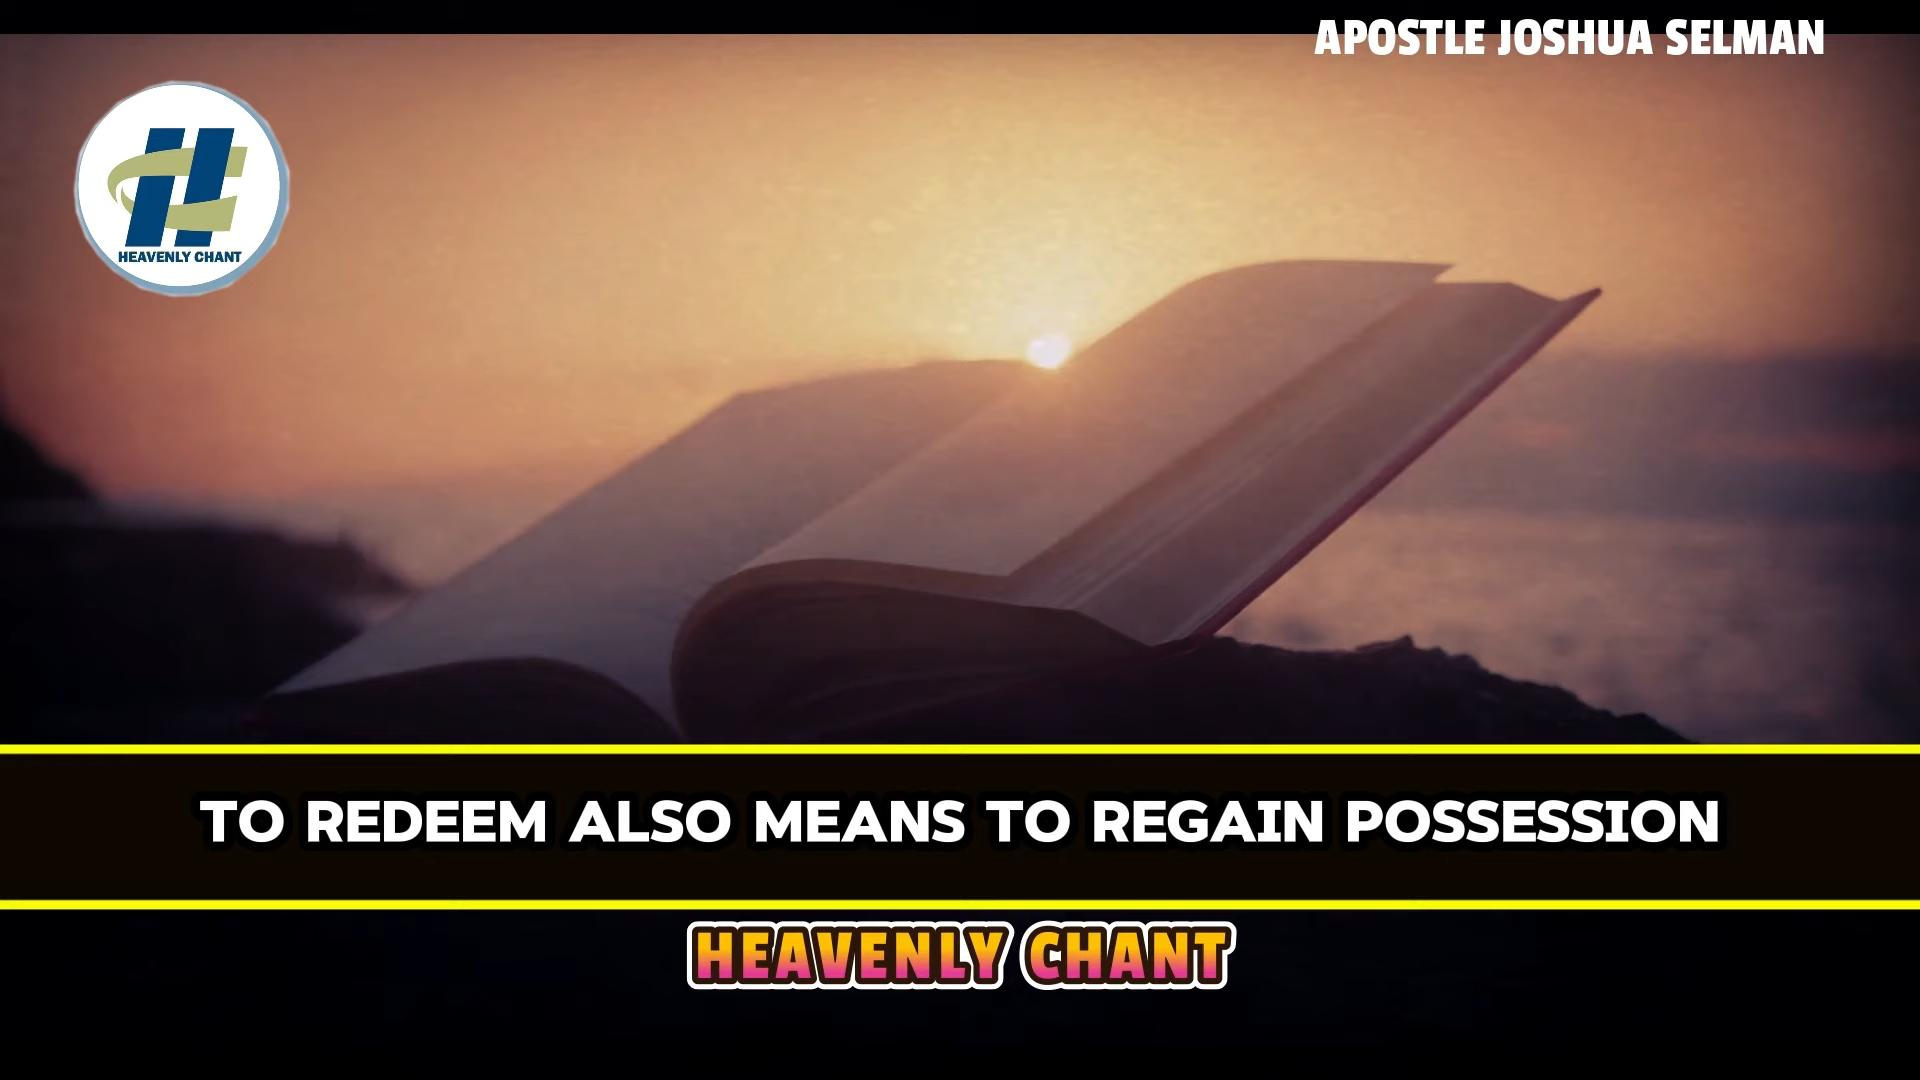 APOSTLE JOSHUA SELMAN
HEAVENLY CHANT
TO REDEEM ALSO MEANS TO REGAIN POSSESSION
HEAVENLY CHANT